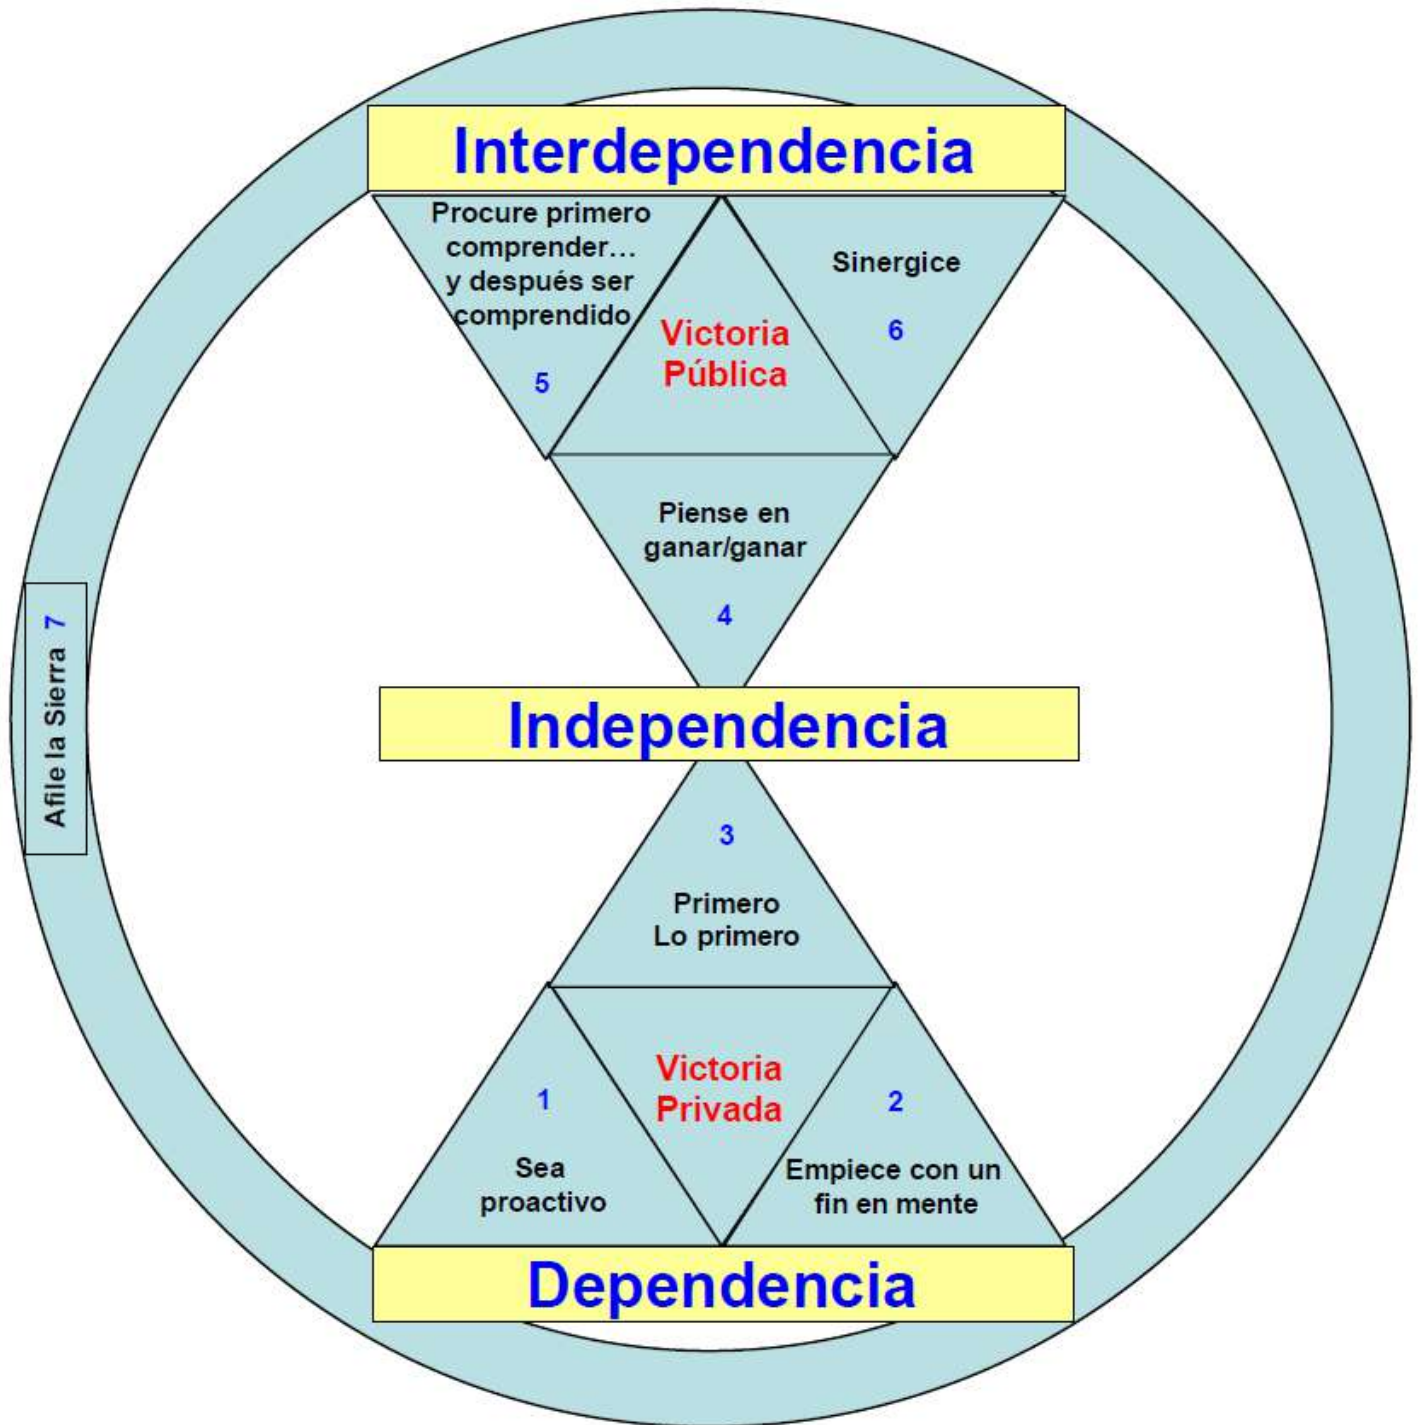 Interdependencia
Procure primero
comprender...
y después ser
comprendido
5
Victoria
Pública
Sinergice
6
Piense en
ganar/ganar
4
Afile la Sierra 7
Independencia
3
Primero
Lo primero
1
Sea
proactivo
Victoria
Privada
2
Empiece con un
fin en mente
Dependencia